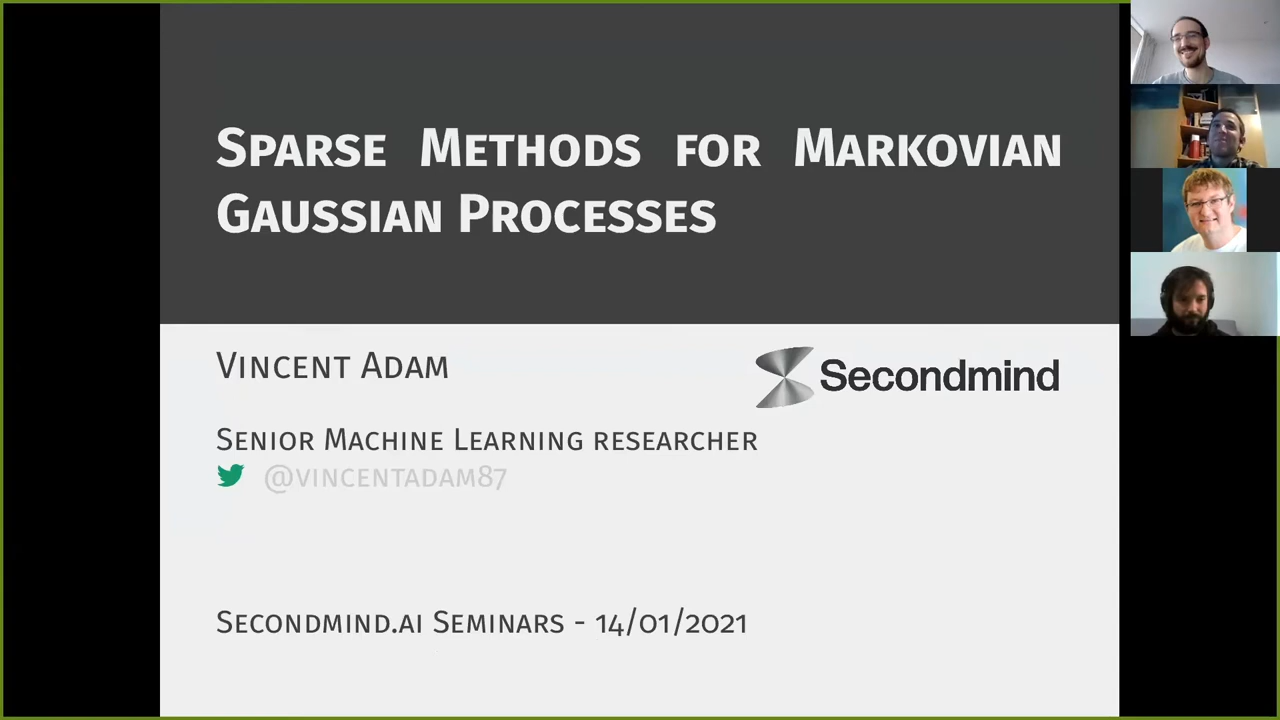 Sparse Methods for Markovian
Gaussian Processes
Vincent Adam
Secondmind
Senior Machine Learning researcher
@vincentadam87
Secondmind.ai Seminars - 14/01/2021